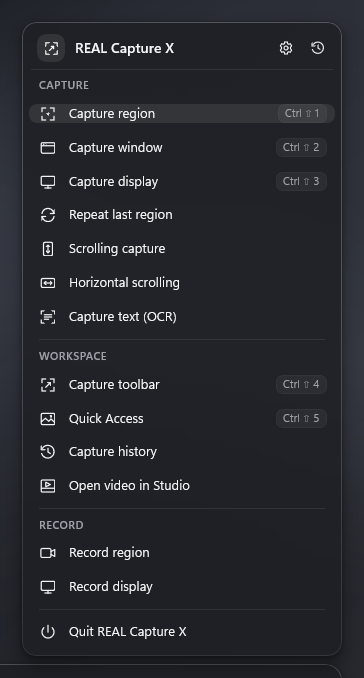 REAL Capture X
CAPTURE
Capture region Ctrl ⇧ 1
Capture window Ctrl ⇧ 2
Capture display Ctrl ⇧ 3
Repeat last region
Scrolling capture
Horizontal scrolling
Capture text (OCR)
WORKSPACE
Capture toolbar Ctrl ⇧ 4
Quick Access Ctrl ⇧ 5
Capture history
Open video in Studio
RECORD
Record region
Record display
Quit REAL Capture X